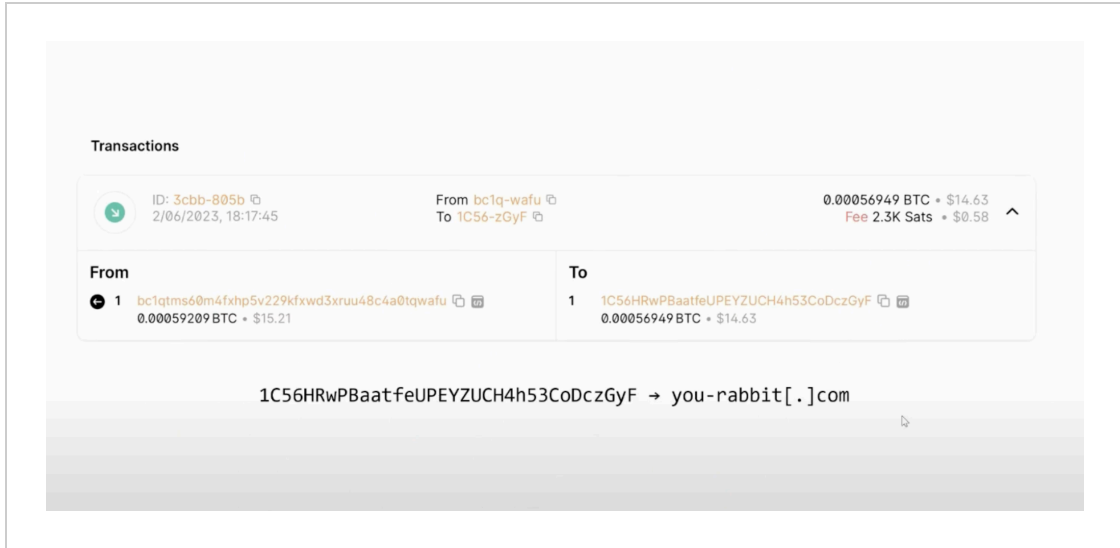 Transactions
ID: 3cbb-805b
2/06/2023, 18:17:45
From bc1q-wafu
To 1C56-zGyF
0.00056949 BTC • $14.63
Fee 2.3K Sats • $0.58
From
1 bc1qtms60m4fxhp5v229kfxwd3xruu48c4a0tqwafu
0.00059209 BTC • $15.21
To
1 1C56HRwPBaatfeUPEYZUCH4h53CoDczGyF
0.00056949 BTC • $14.63
1C56HRwPBaatfeUPEYZUCH4h53CoDczGyF → you-rabbit[.]com